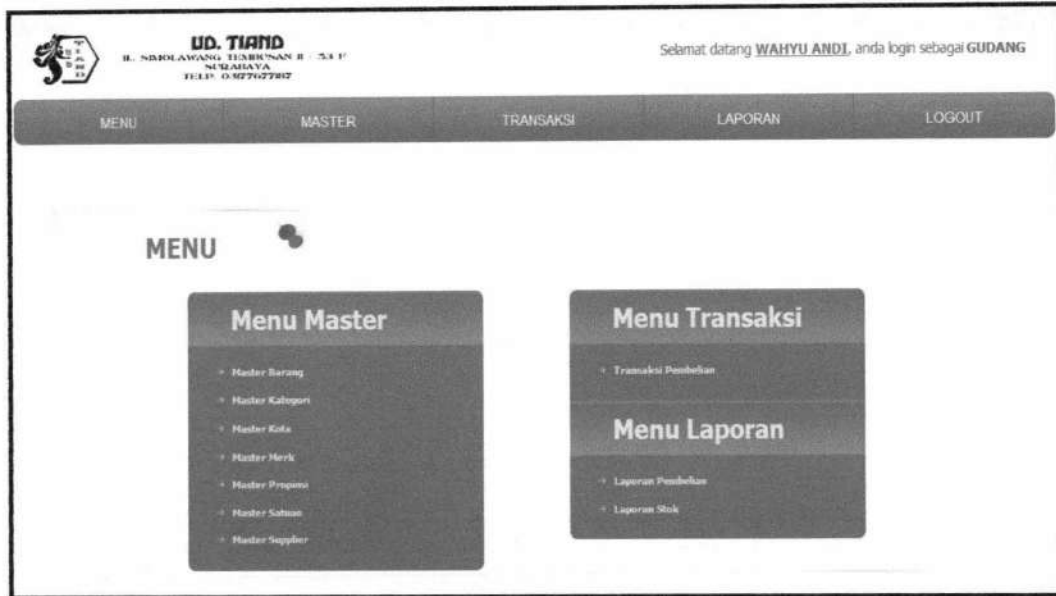 UD. TIAND
SURABAYA
Selamat datang WAHYU ANDI, anda login sebagai GUDANG
MENU MASTER TRANSAKSI LAPORAN LOGOUT
MENU
Menu Master
Master Barang
Master Kategori
Master Kota
Master Merk
Master Propinsi
Master Satuan
Master Supplier
Menu Transaksi
Transaksi Pembelian
Menu Laporan
Laporan Pembelian
Laporan Stok